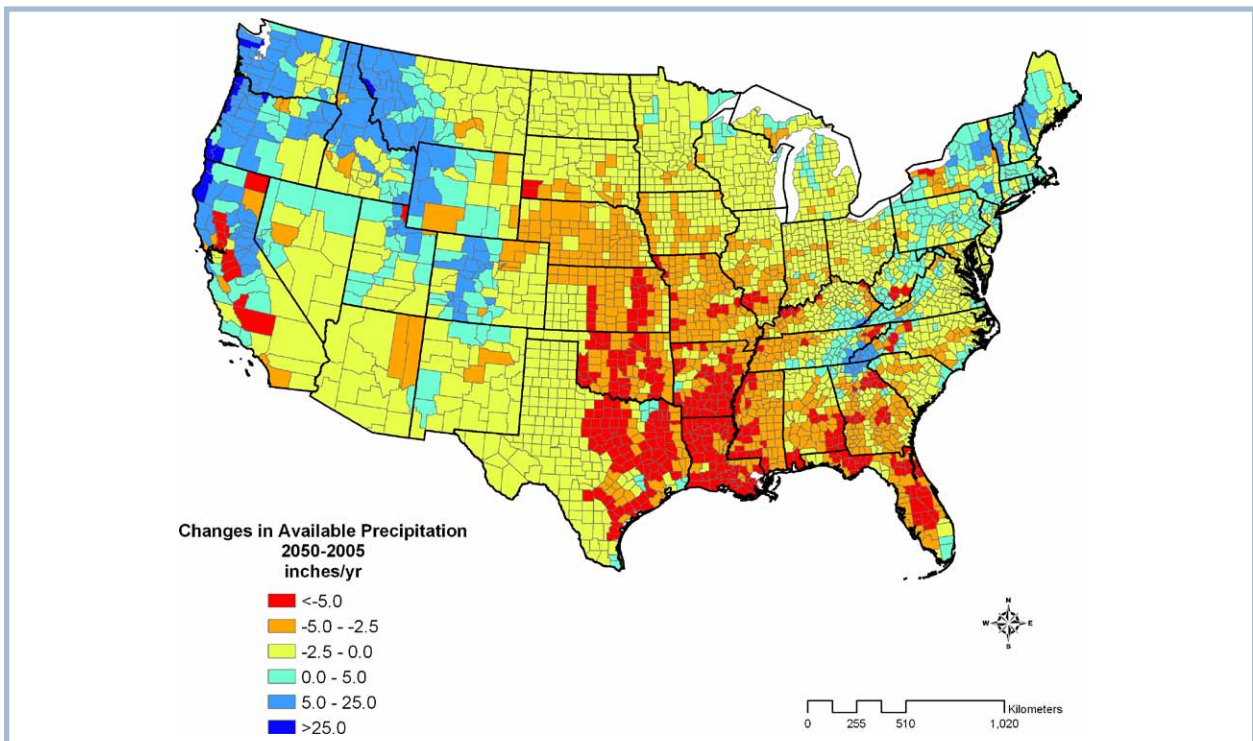 Changes in Available Precipitation
2050-2005
inches/yr
<-5.0
-5.0 - -2.5
-2.5 - 0.0
0.0 - 5.0
5.0 - 25.0
>25.0
N
W E
S
Kilometers
0 255 510 1,020